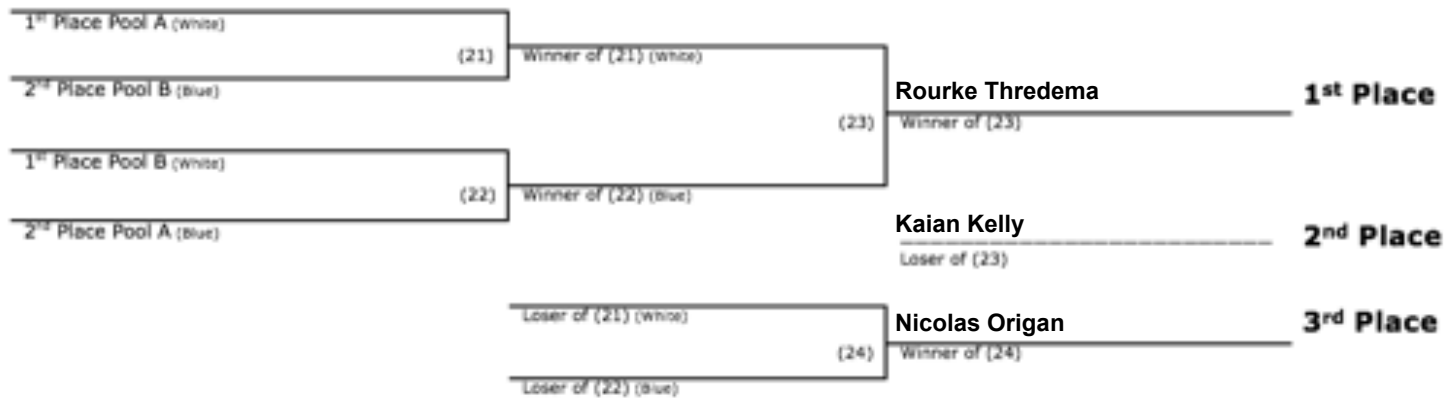 1st Place Pool A (White)
(21)
Winner of (21) (White)
2nd Place Pool B (Blue)
Rourke Thredema
1st Place
(23)
Winner of (23)
1st Place Pool B (White)
(22)
Winner of (22) (Blue)
2nd Place Pool A (Blue)
Kaian Kelly
2nd Place
Loser of (23)
Loser of (21) (White)
Nicolas Origan
3rd Place
(24)
Winner of (24)
Loser of (22) (Blue)